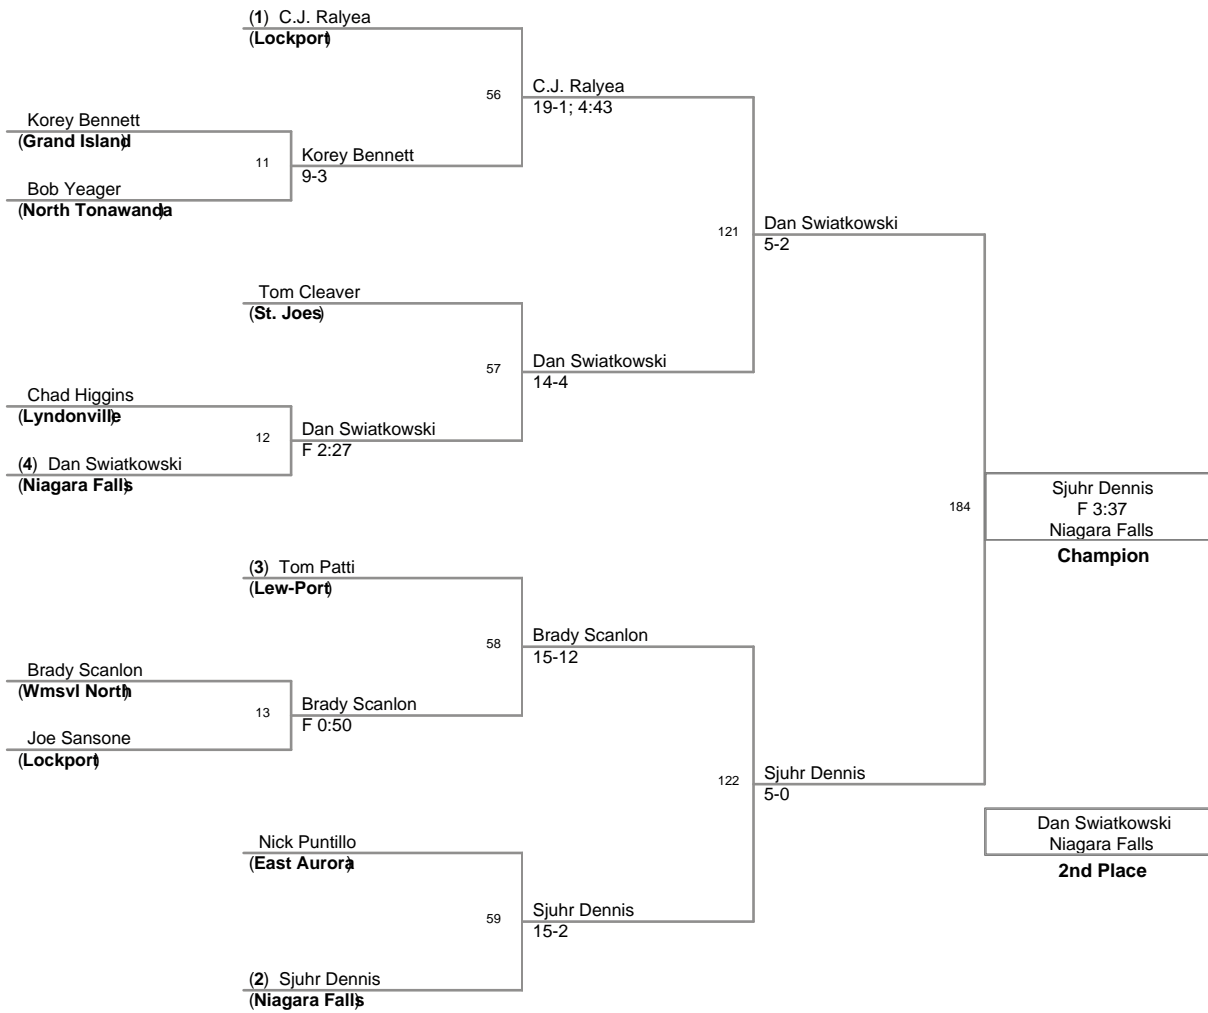 (1) C.J. Ralyea
(Lockport)
56
C.J. Ralyea
19-1; 4:43
Korey Bennett
(Grand Island)
11
Korey Bennett
9-3
Bob Yeager
(North Tonawanda)
121
Dan Swiatkowski
5-2
Tom Cleaver
(St. Joes)
57
Dan Swiatkowski
14-4
Chad Higgins
(Lyndonville)
12
Dan Swiatkowski
F 2:27
(4) Dan Swiatkowski
(Niagara Falls)
184
Sjuhr Dennis
F 3:37
Niagara Falls
Champion
(3) Tom Patti
(Lew-Port)
58
Brady Scanlon
15-12
Brady Scanlon
(Wmsvl North)
13
Brady Scanlon
F 0:50
Joe Sansone
(Lockport)
122
Sjuhr Dennis
5-0
Dan Swiatkowski
Niagara Falls
2nd Place
Nick Puntillo
(East Aurora)
59
Sjuhr Dennis
15-2
(2) Sjuhr Dennis
(Niagara Falls)